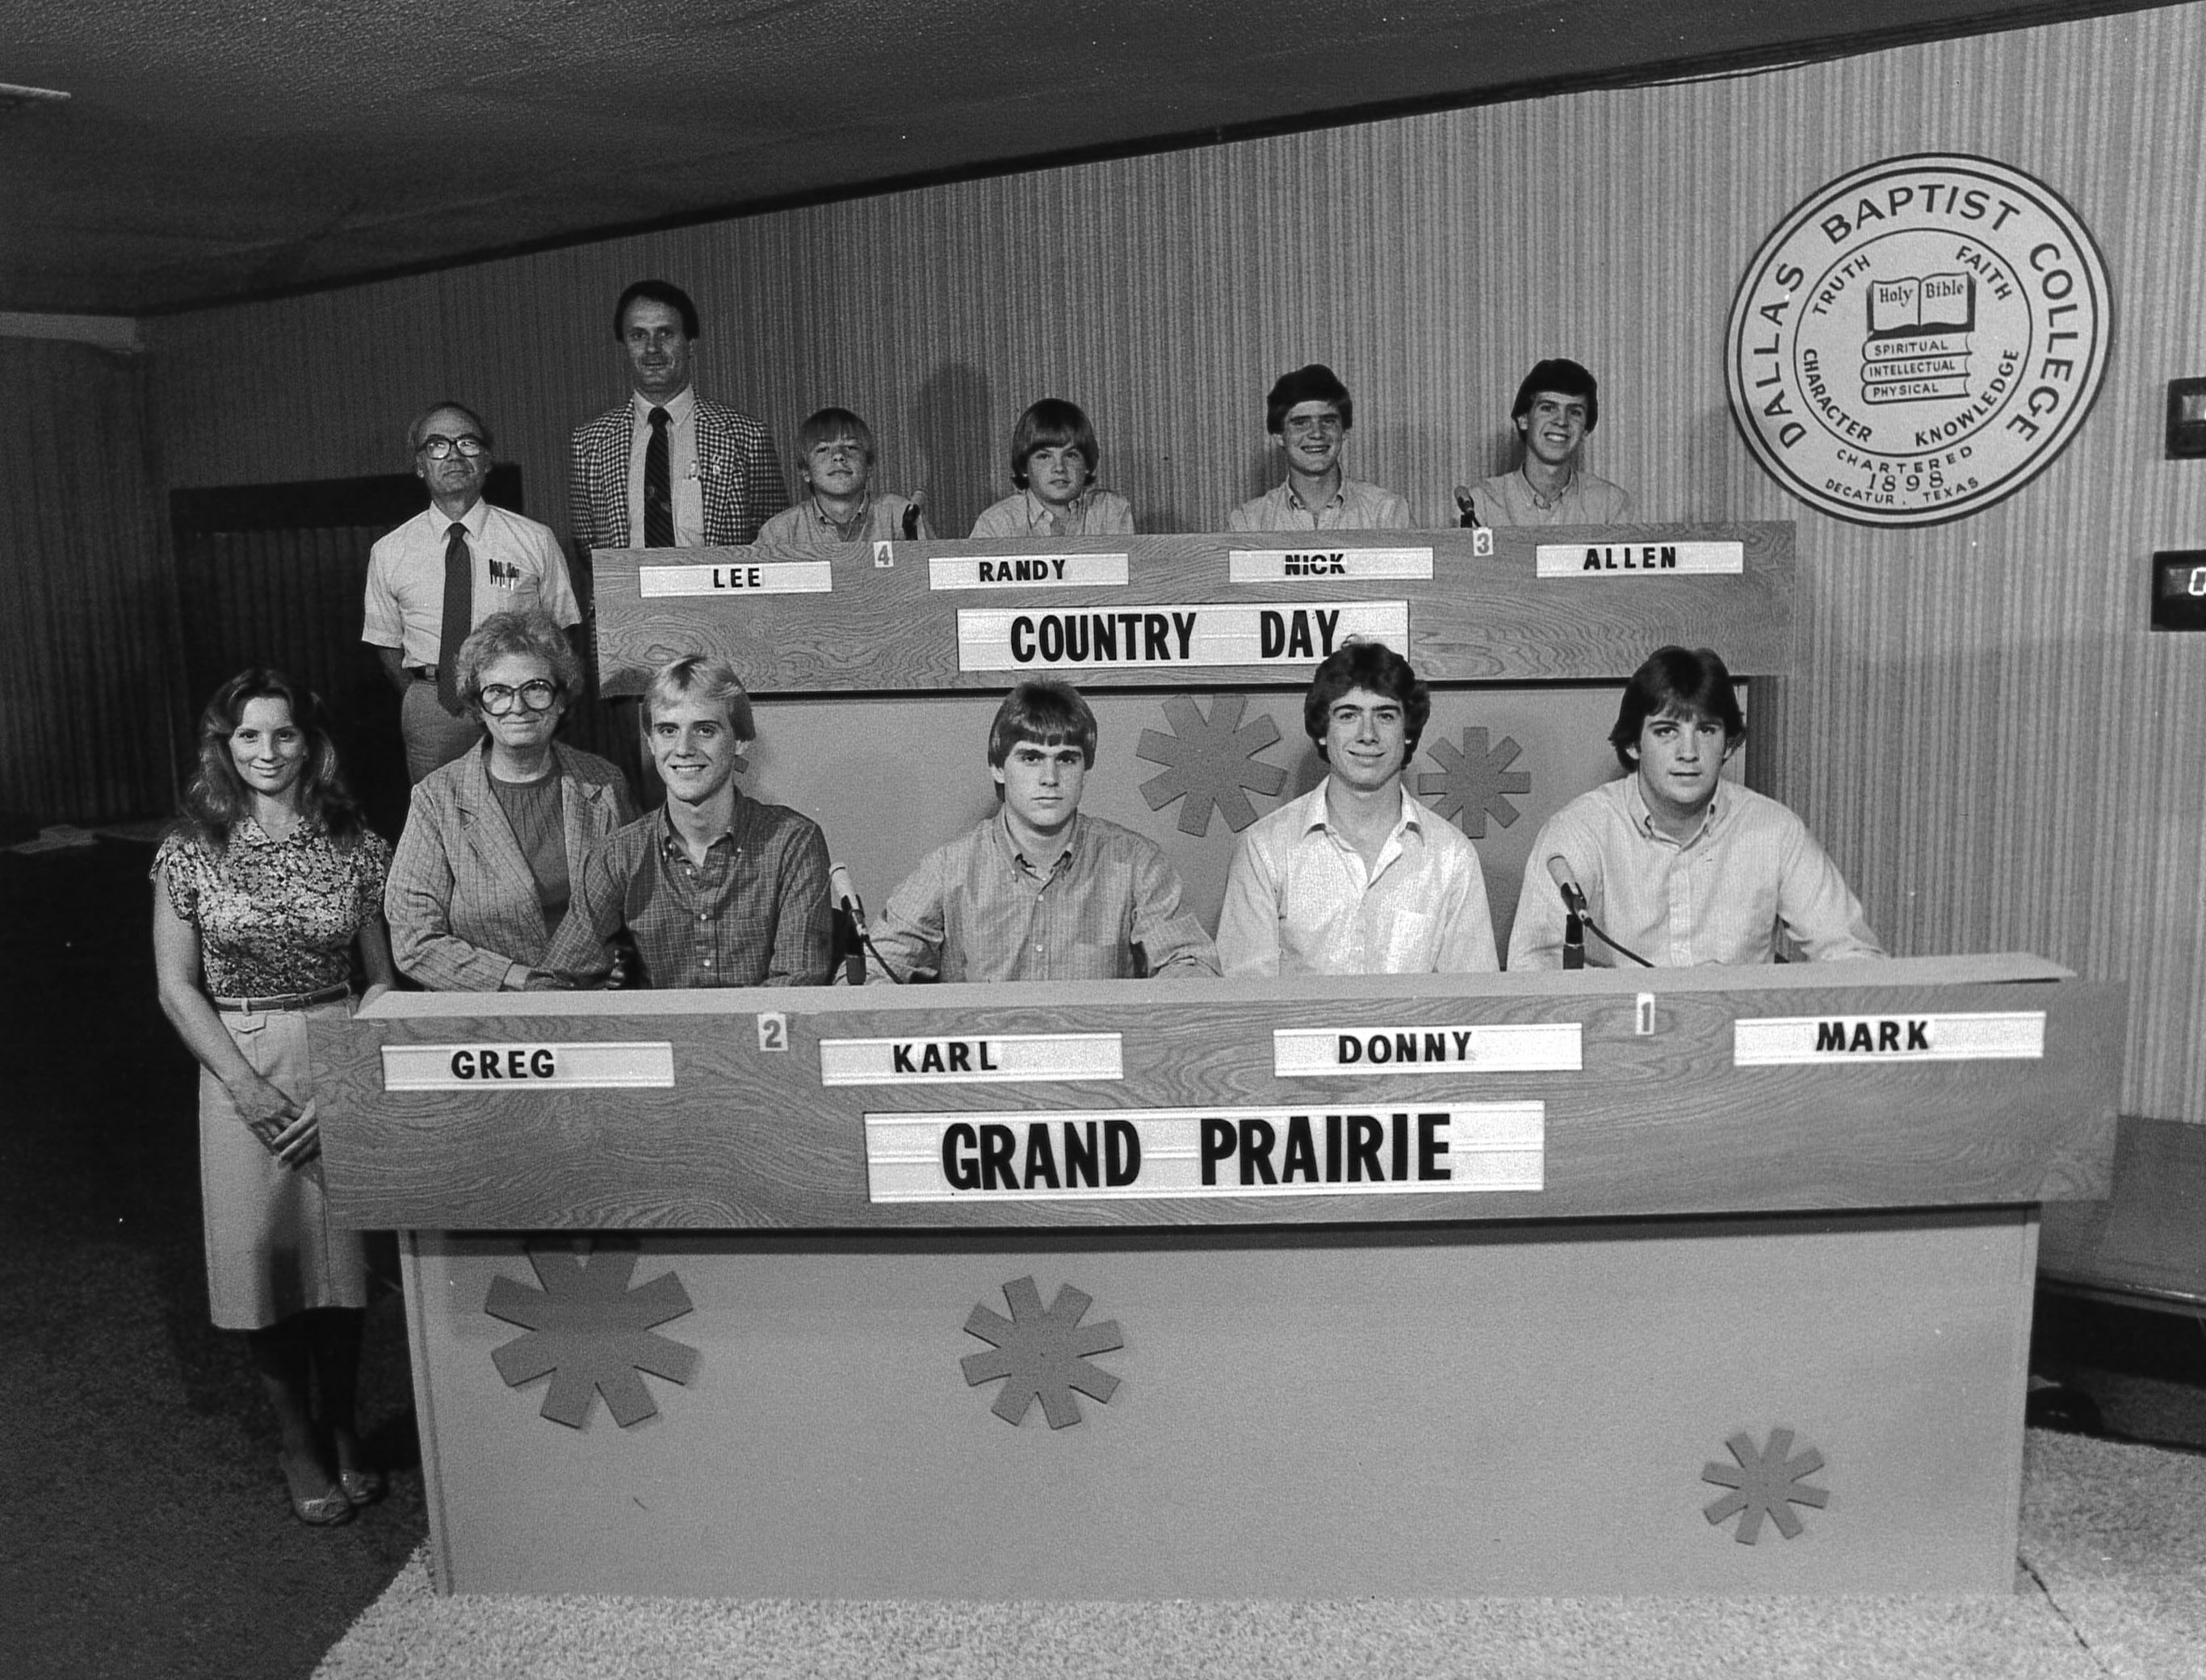 DALLAS BAPTIST COLLEGE
TRUTH FAITH
Holy Bible
SPIRITUAL
INTELLECTUAL
PHYSICAL
CHARACTER KNOWLEDGE
CHARTERED
1898
DECATUR, TEXAS
4 3
LEE RANDY NICK ALLEN
COUNTRY DAY
0
2 1
GREG KARL DONNY MARK
GRAND PRAIRIE